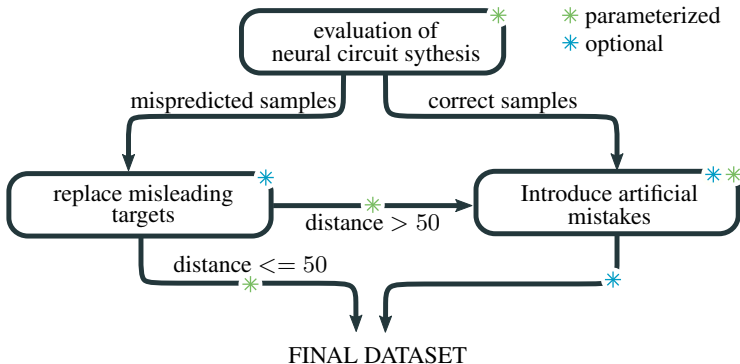 evaluation of
neural circuit sythesis
parameterized
optional
mispredicted samples
correct samples
replace misleading
targets
Introduce artificial
mistakes
distance > 50
distance <= 50
FINAL DATASET